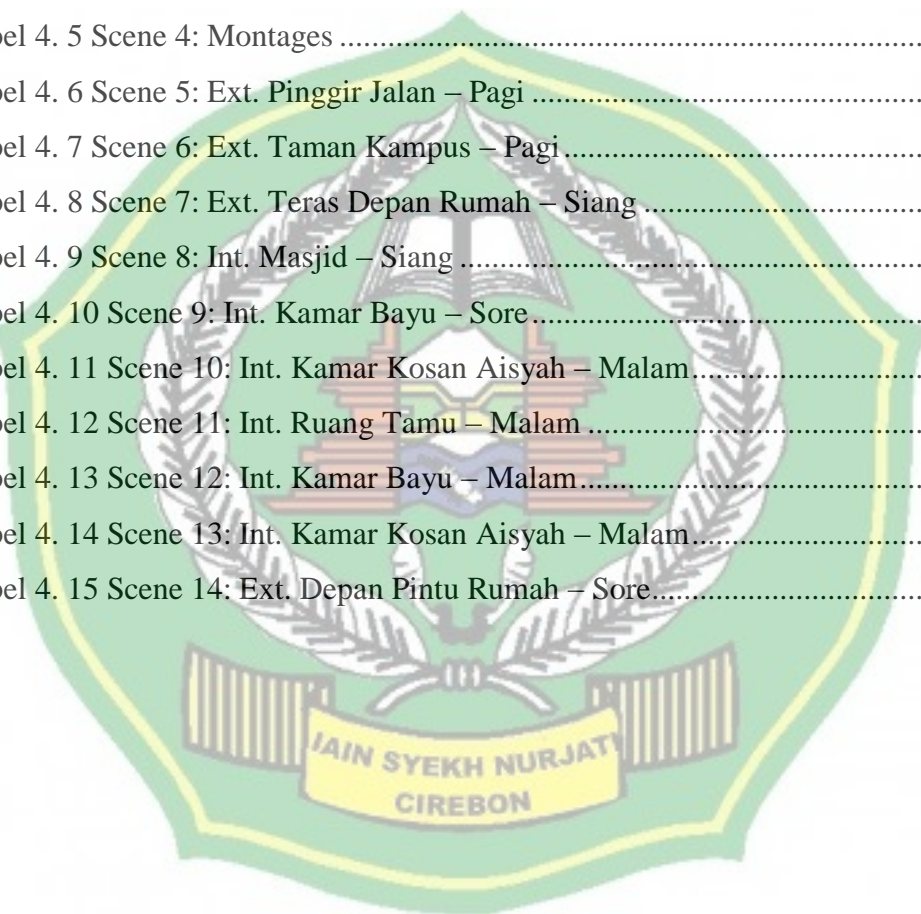 bel 4. 5 Scene 4: Montages ........................................................................
bel 4. 6 Scene 5: Ext. Pinggir Jalan – Pagi ................................................
bel 4. 7 Scene 6: Ext. Taman Kampus – Pagi ............................................
bel 4. 8 Scene 7: Ext. Teras Depan Rumah – Siang ..................................
bel 4. 9 Scene 8: Int. Masjid – Siang .........................................................
bel 4. 10 Scene 9: Int. Kamar Bayu – Sore ................................................
bel 4. 11 Scene 10: Int. Kamar Kosan Aisyah – Malam ............................
bel 4. 12 Scene 11: Int. Ruang Tamu – Malam .........................................
bel 4. 13 Scene 12: Int. Kamar Bayu – Malam ..........................................
bel 4. 14 Scene 13: Int. Kamar Kosan Aisyah – Malam ............................
bel 4. 15 Scene 14: Ext. Depan Pintu Rumah – Sore .................................
IAIN SYEKH NURJATI
CIREBON